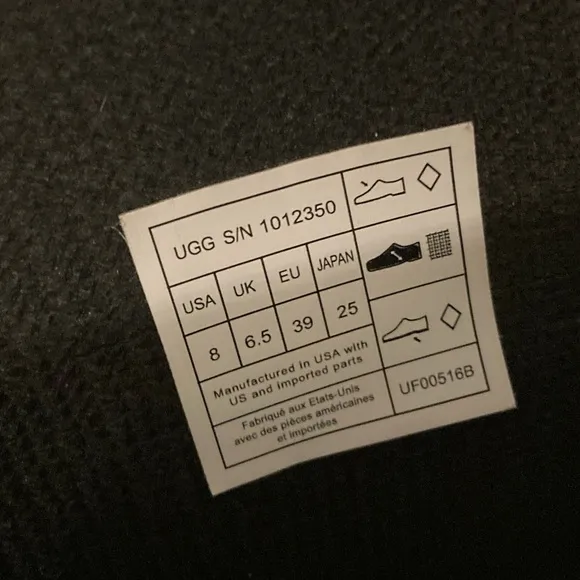 UGG S/N 1012350
USA UK EU JAPAN
8 6.5 39 25
Manufactured in USA with
US and imported parts
Fabriqué aux Etats-Unis
avec des pièces américaines
et importées
UF00516B